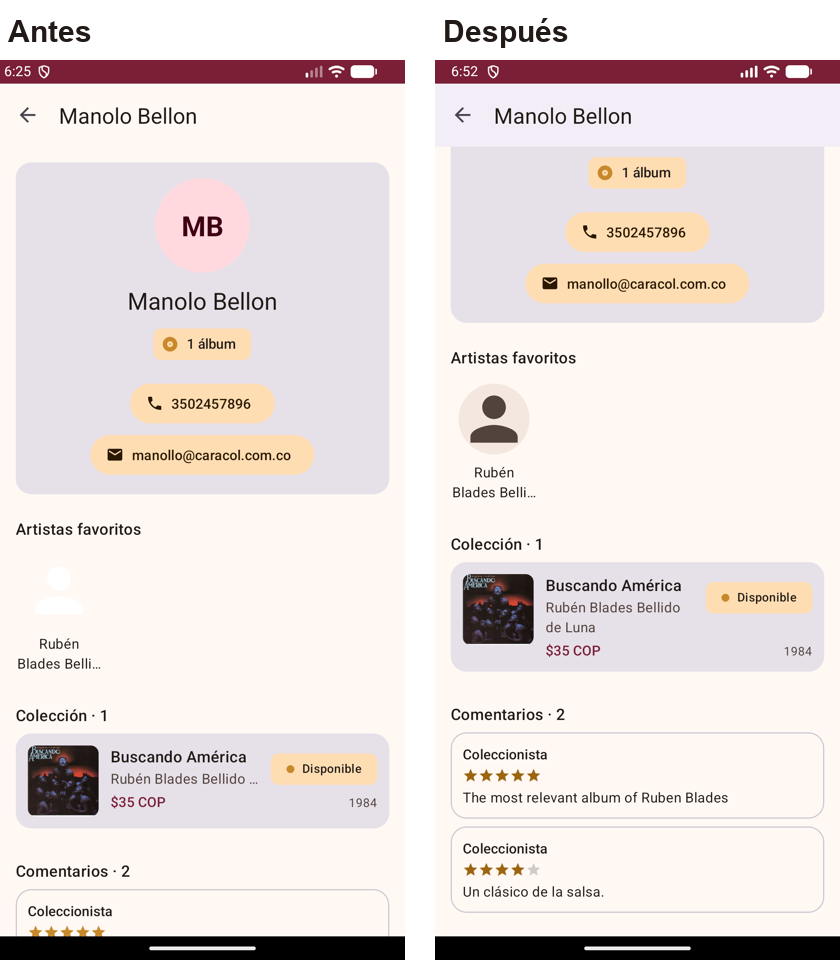 Antes
6:25
Manolo Bellon
MB
Manolo Bellon
1 álbum
3502457896
manollo@caracol.com.co
Artistas favoritos
Rubén
Blades Belli...
Colección · 1
BUSCANDO
AMÉRICA
Buscando América
Rubén Blades Bellido ...
$35 COP
Disponible
1984
Comentarios · 2
Coleccionista
Después
6:52
Manolo Bellon
1 álbum
3502457896
manollo@caracol.com.co
Artistas favoritos
Rubén
Blades Belli...
Colección · 1
BUSCANDO
AMÉRICA
Buscando América
Rubén Blades Bellido
de Luna
$35 COP
Disponible
1984
Comentarios · 2
Coleccionista
The most relevant album of Ruben Blades
Coleccionista
Un clásico de la salsa.